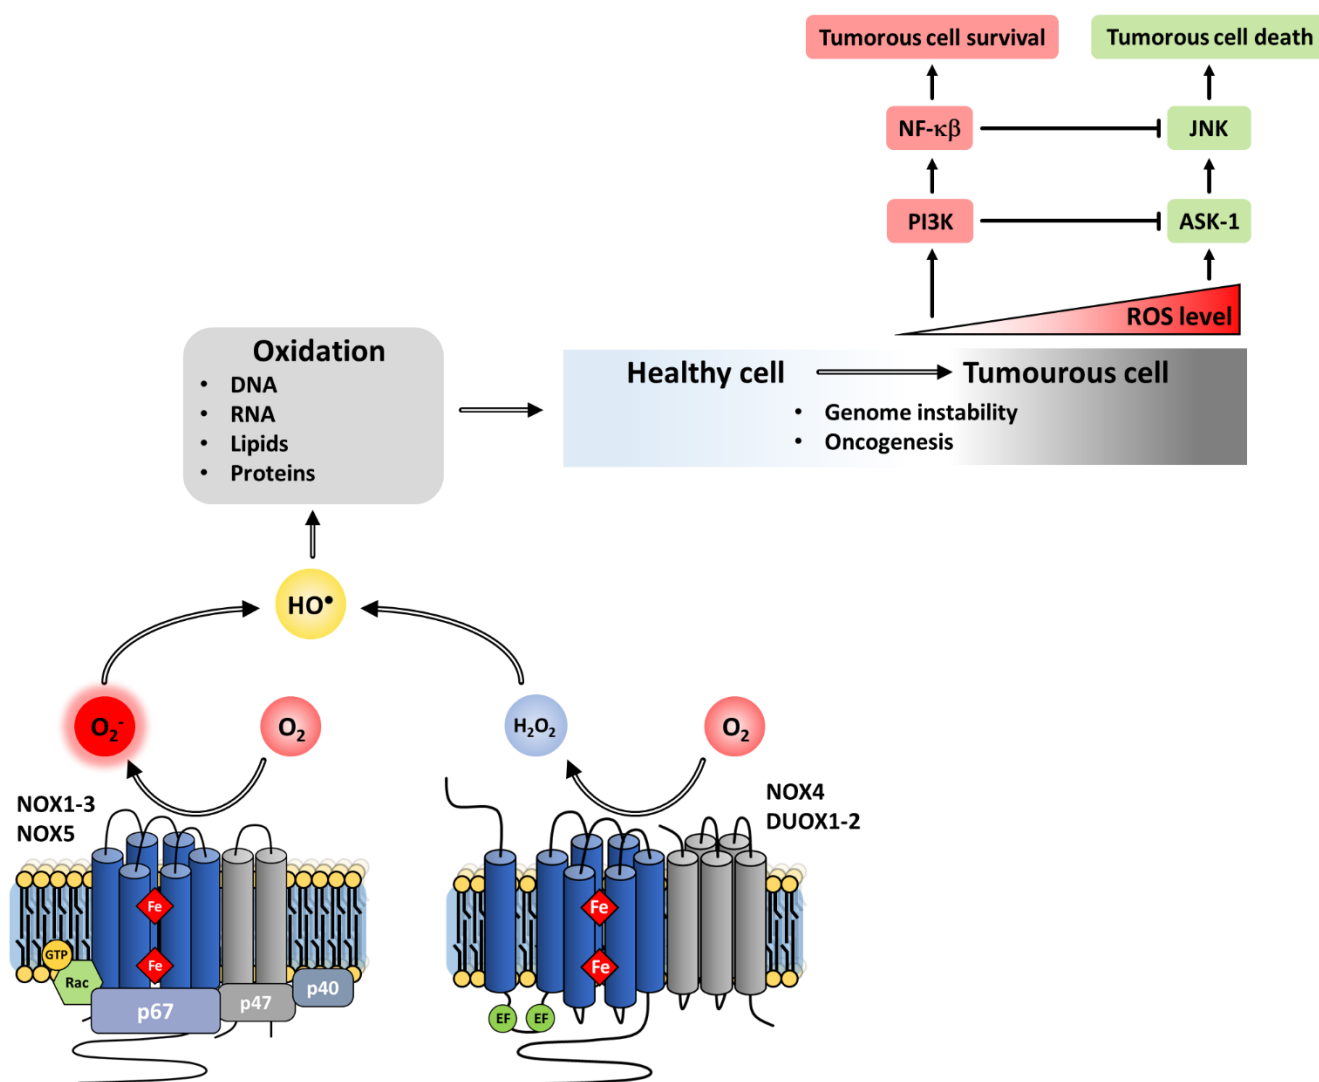 Tumorous cell survival
Tumorous cell death
NF-κβ
JNK
PI3K
ASK-1
ROS level
Oxidation
• DNA
• RNA
• Lipids
• Proteins
Healthy cell
Tumourous cell
• Genome instability
• Oncogenesis
HO•
O₂⁻
O₂
H₂O₂
O₂
NOX1-3
NOX5
NOX4
DUOX1-2
Fe
Fe
GTP
Rac
p67
p47
p40
Fe
Fe
EF
EF